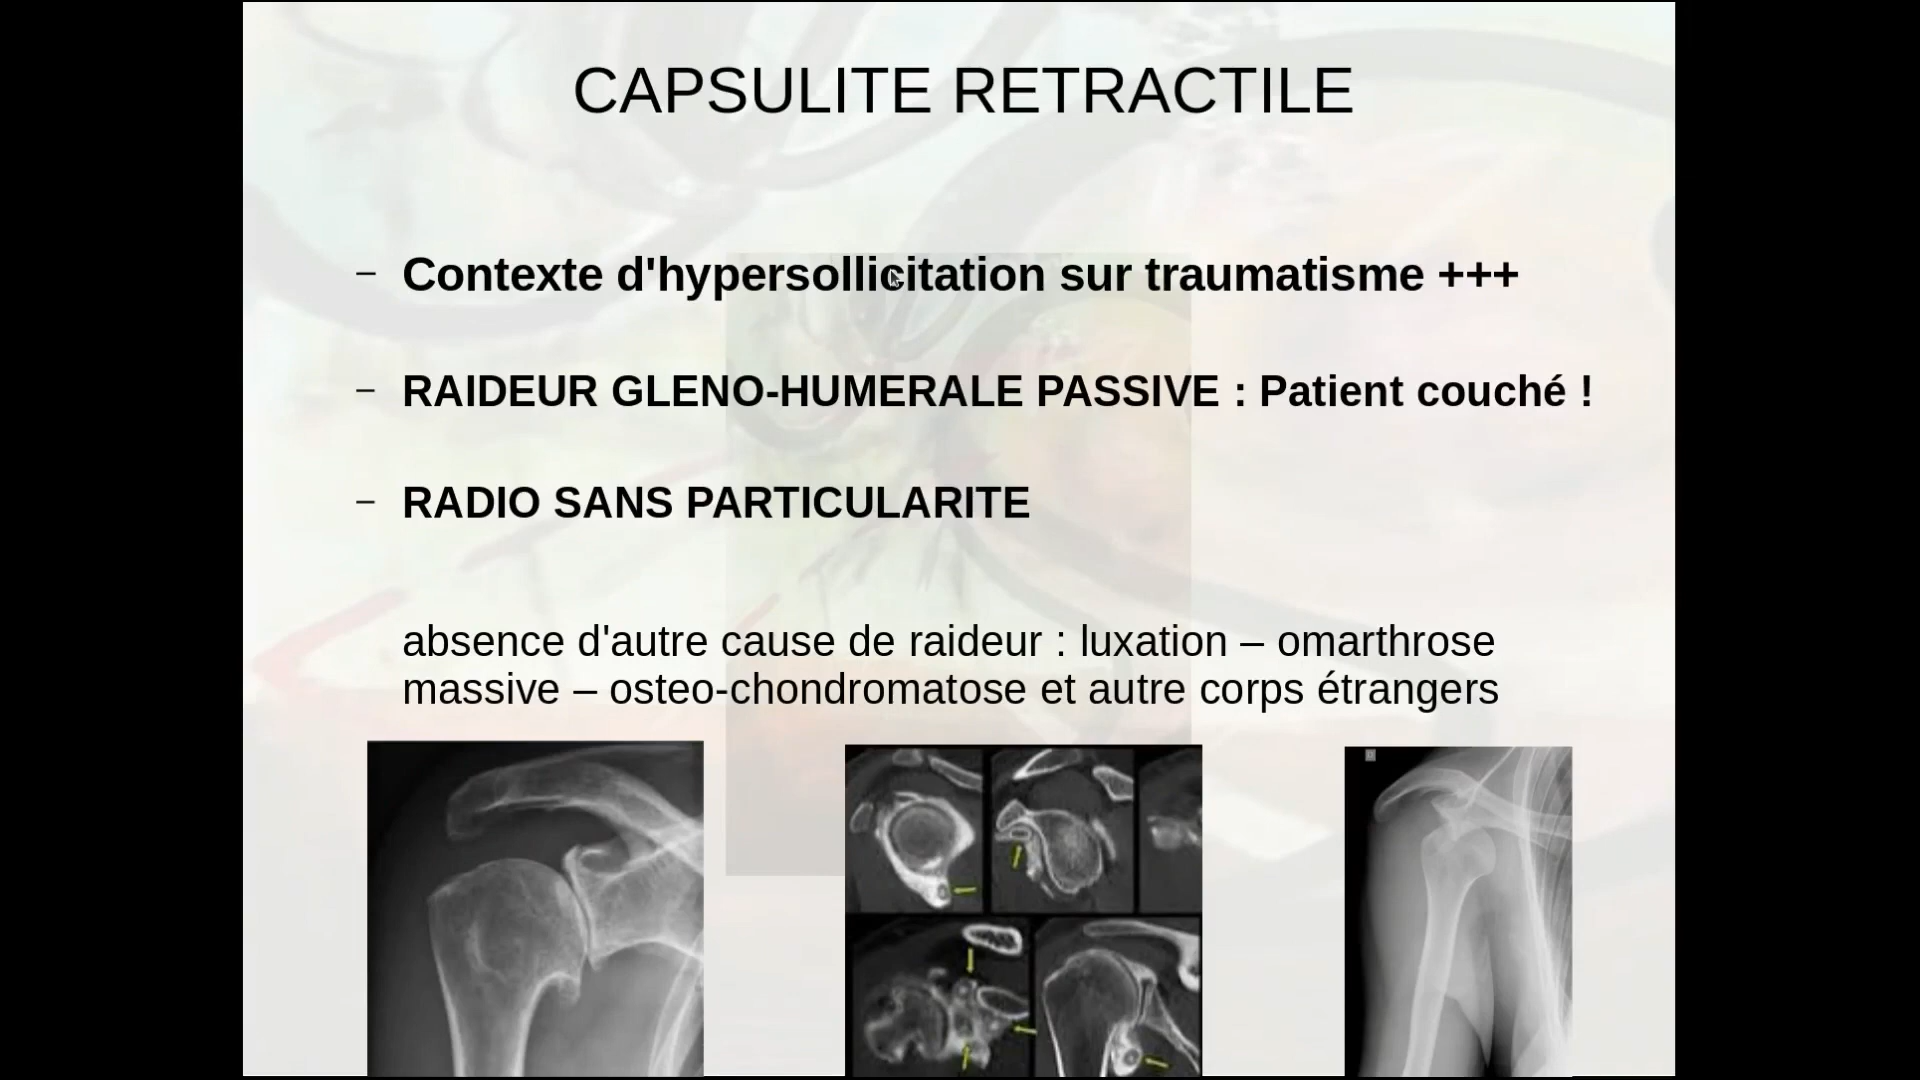 CAPSULITE RETRACTILE
– Contexte d'hypersollicitation sur traumatisme +++
– RAIDEUR GLENO-HUMERALE PASSIVE : Patient couché !
– RADIO SANS PARTICULARITE
absence d'autre cause de raideur : luxation – omarthrose
massive – osteo-chondromatose et autre corps étrangers